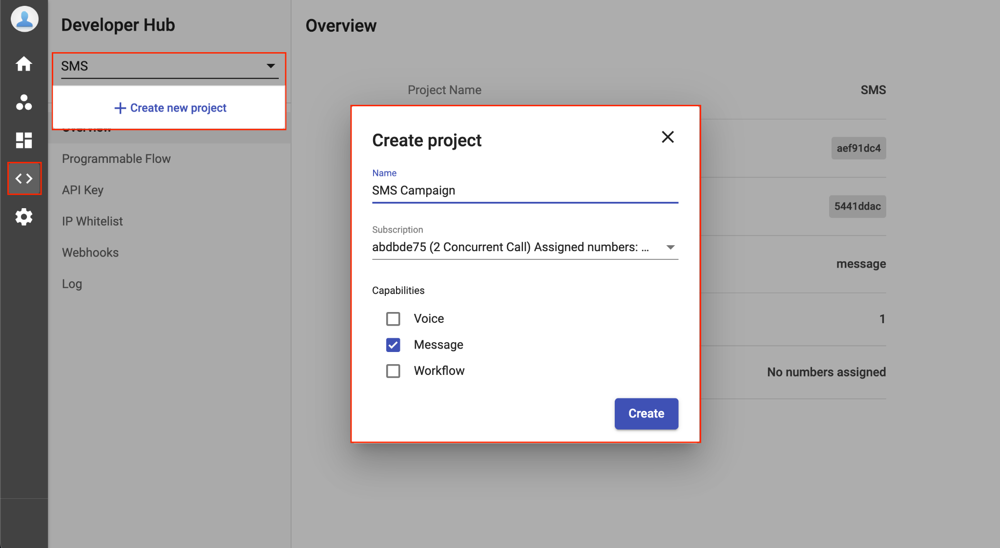 Developer Hub
SMS
Create new project
Overview
Programmable Flow
API Key
IP Whitelist
Webhooks
Log
Overview
Project Name
SMS
aef91dc4
5441ddac
message
1
No numbers assigned
Create project
Name
SMS Campaign
Subscription
abdbde75 (2 Concurrent Call) Assigned numbers: ...
Capabilities
Voice
Message
Workflow
Create